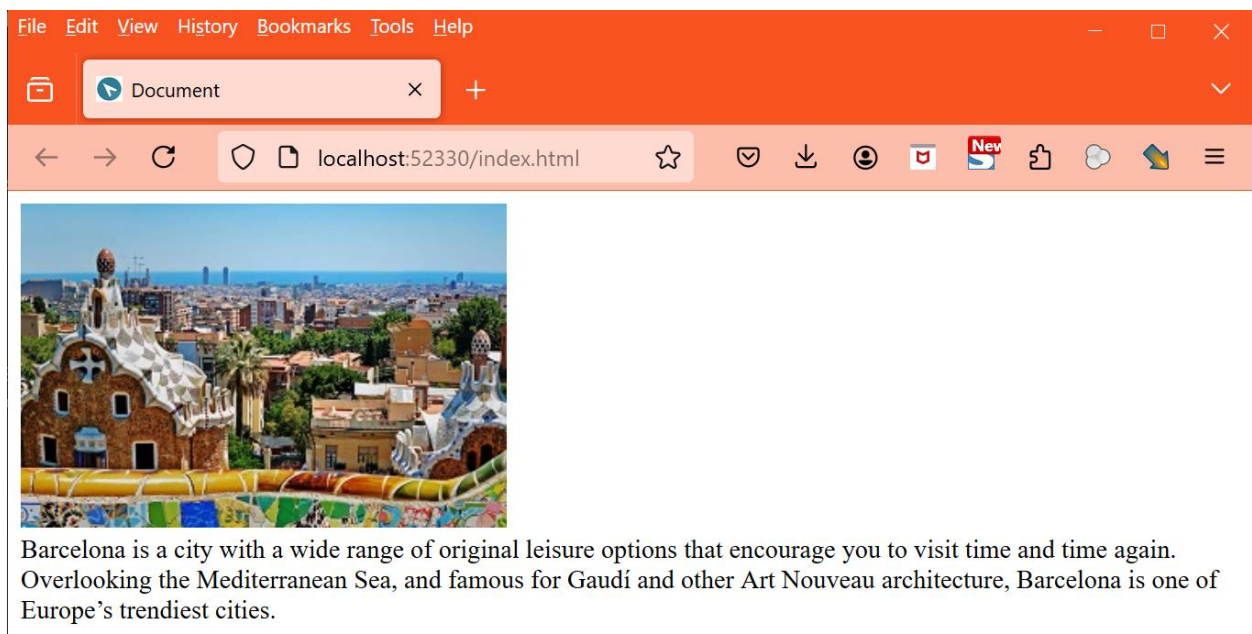 File Edit View History Bookmarks Tools Help
Document
localhost:52330/index.html
New
Barcelona is a city with a wide range of original leisure options that encourage you to visit time and time again.
Overlooking the Mediterranean Sea, and famous for Gaudí and other Art Nouveau architecture, Barcelona is one of
Europe’s trendiest cities.